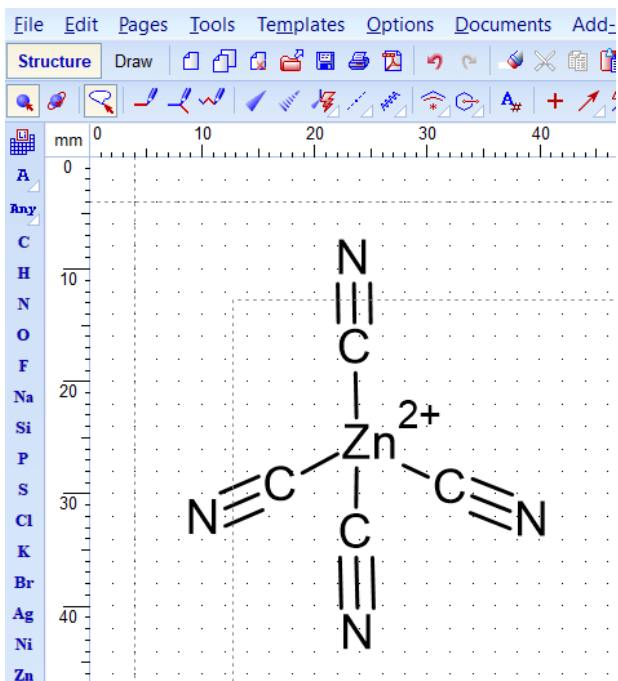 File Edit Pages Tools Templates Options Documents Add-
Structure Draw
A#
mm 0 10 20 30 40
0
A
Any
C
H
N
O
F
Na
Si
P
S
Cl
K
Br
Ag
Ni
Zn
10
20
30
40
N
C
Zn 2+
N C C N
C
N